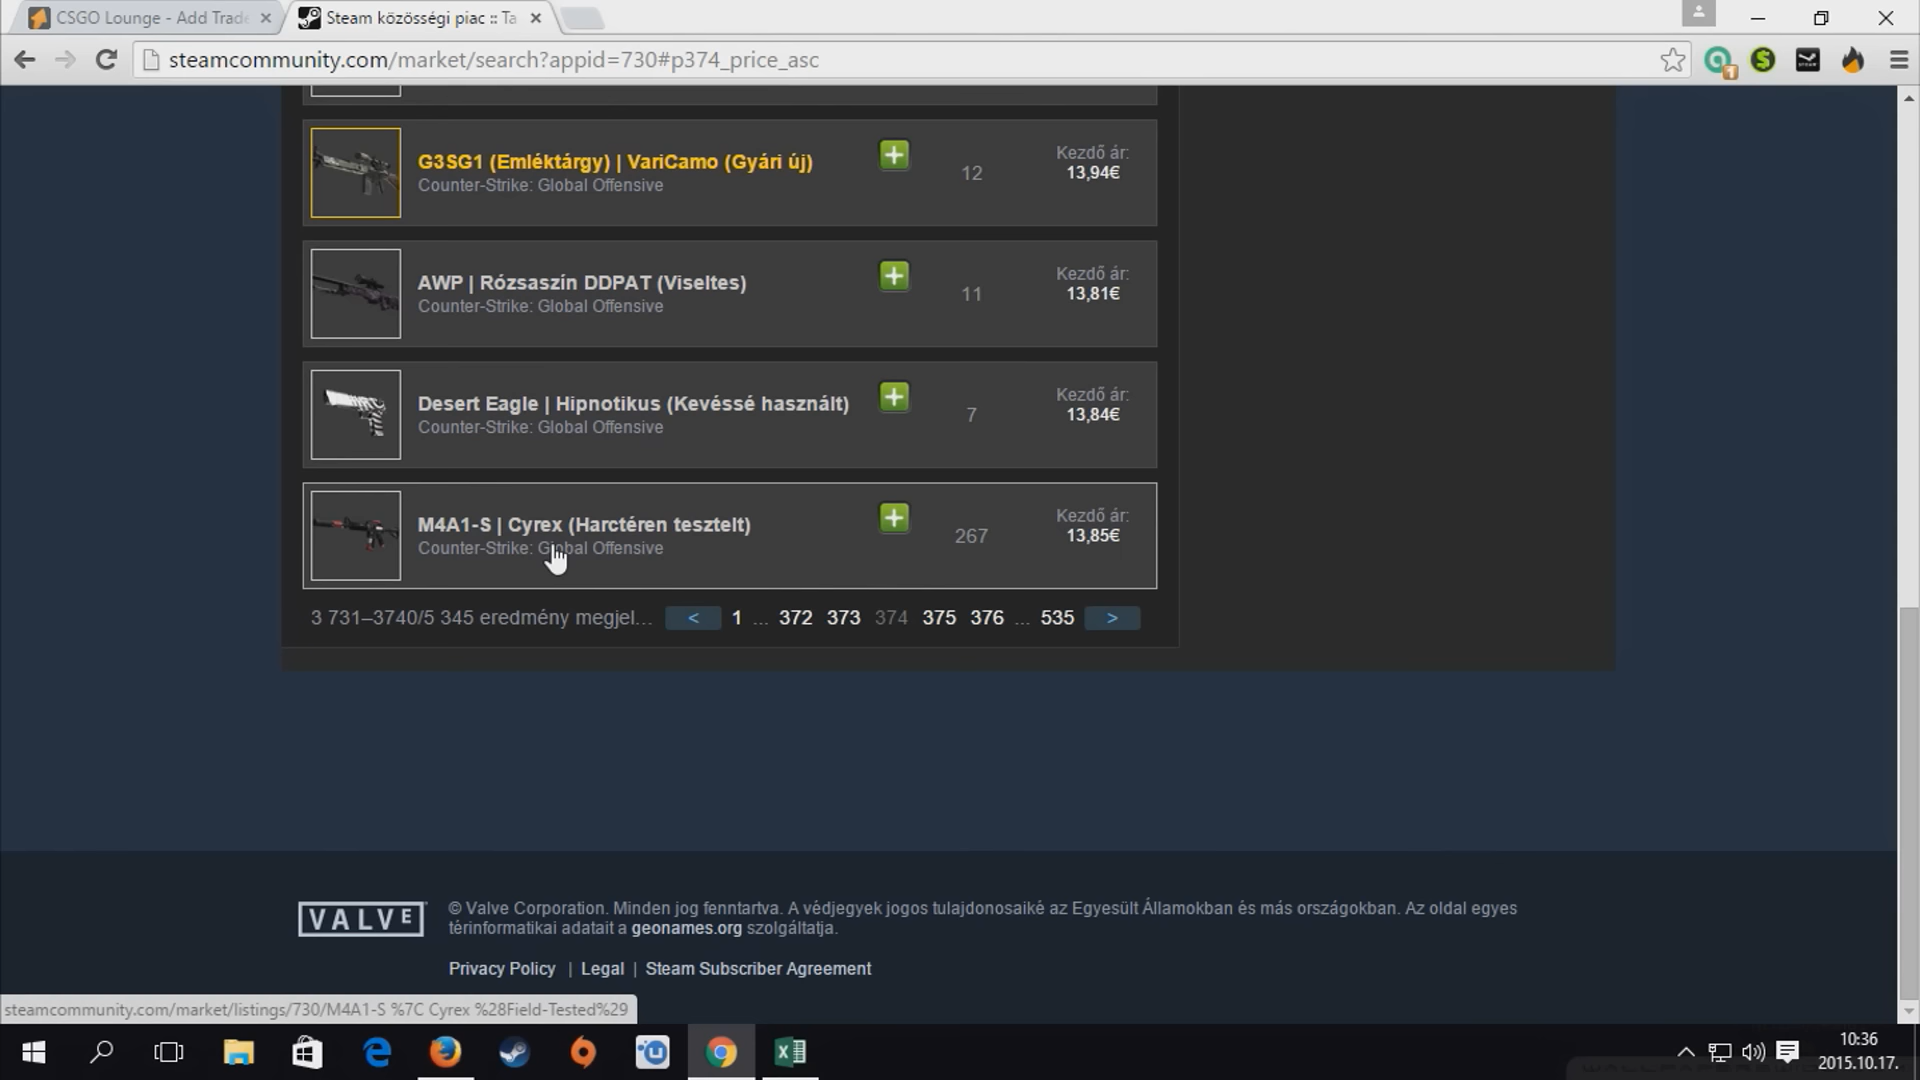 CSGO Lounge - Add Trade
Steam közösségi piac :: Ta
steamcommunity.com/market/search?appid=730#p374_price_asc
1
G3SG1 (Emléktárgy) | VariCamo (Gyári új)
Counter-Strike: Global Offensive
12
Kezdő ár:
13,94€
AWP | Rózsaszín DDPAT (Viseltes)
Counter-Strike: Global Offensive
11
Kezdő ár:
13,81€
Desert Eagle | Hipnotikus (Kevéssé használt)
Counter-Strike: Global Offensive
7
Kezdő ár:
13,84€
M4A1-S | Cyrex (Harctéren tesztelt)
Counter-Strike: Global Offensive
267
Kezdő ár:
13,85€
3 731–3740/5 345 eredmény megjel... < 1 ... 372 373 374 375 376 ... 535 >
VALVE
© Valve Corporation. Minden jog fenntartva. A védjegyek jogos tulajdonosaiké az Egyesült Államokban és más országokban. Az oldal egyes
térinformatikai adatait a geonames.org szolgáltatja.
Privacy Policy | Legal | Steam Subscriber Agreement
steamcommunity.com/market/listings/730/M4A1-S %7C Cyrex %28Field-Tested%29
10:36
2015.10.17.